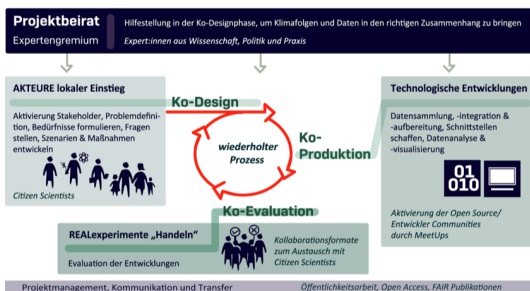 Projektbeirat
Expertengremium
Hilfestellung in der Ko-Designphase, um Klimafolgen und Daten in den richtigen Zusammenhang zu bringen
Expert:innen aus Wissenschaft, Politik und Praxis
AKTEURE lokaler Einstieg
Aktivierung Stakeholder, Problemdefini-
tion, Bedürfnisse formulieren, Fragen
stellen, Szenarien & Maßnahmen
entwickeln
Citizen Scientists
Ko-Design
wiederholter
Prozess
Ko-
Produktion
Technologische Entwicklungen
Datensammlung, -integration &
-aufbereitung, Schnittstellen
schaffen, Datenanalyse &
-visualisierung
01
010
Aktivierung der Open Source/
Entwickler Communities
durch MeetUps
Ko-Evaluation
REALexperimente „Handeln"
Evaluation der Entwicklungen
Kollaborationsformate
zum Austausch mit
Citizen Scientists
Projektmanagement, Kommunikation und Transfer
Öffentlichkeitsarbeit, Open Access, FAIR Publikationen